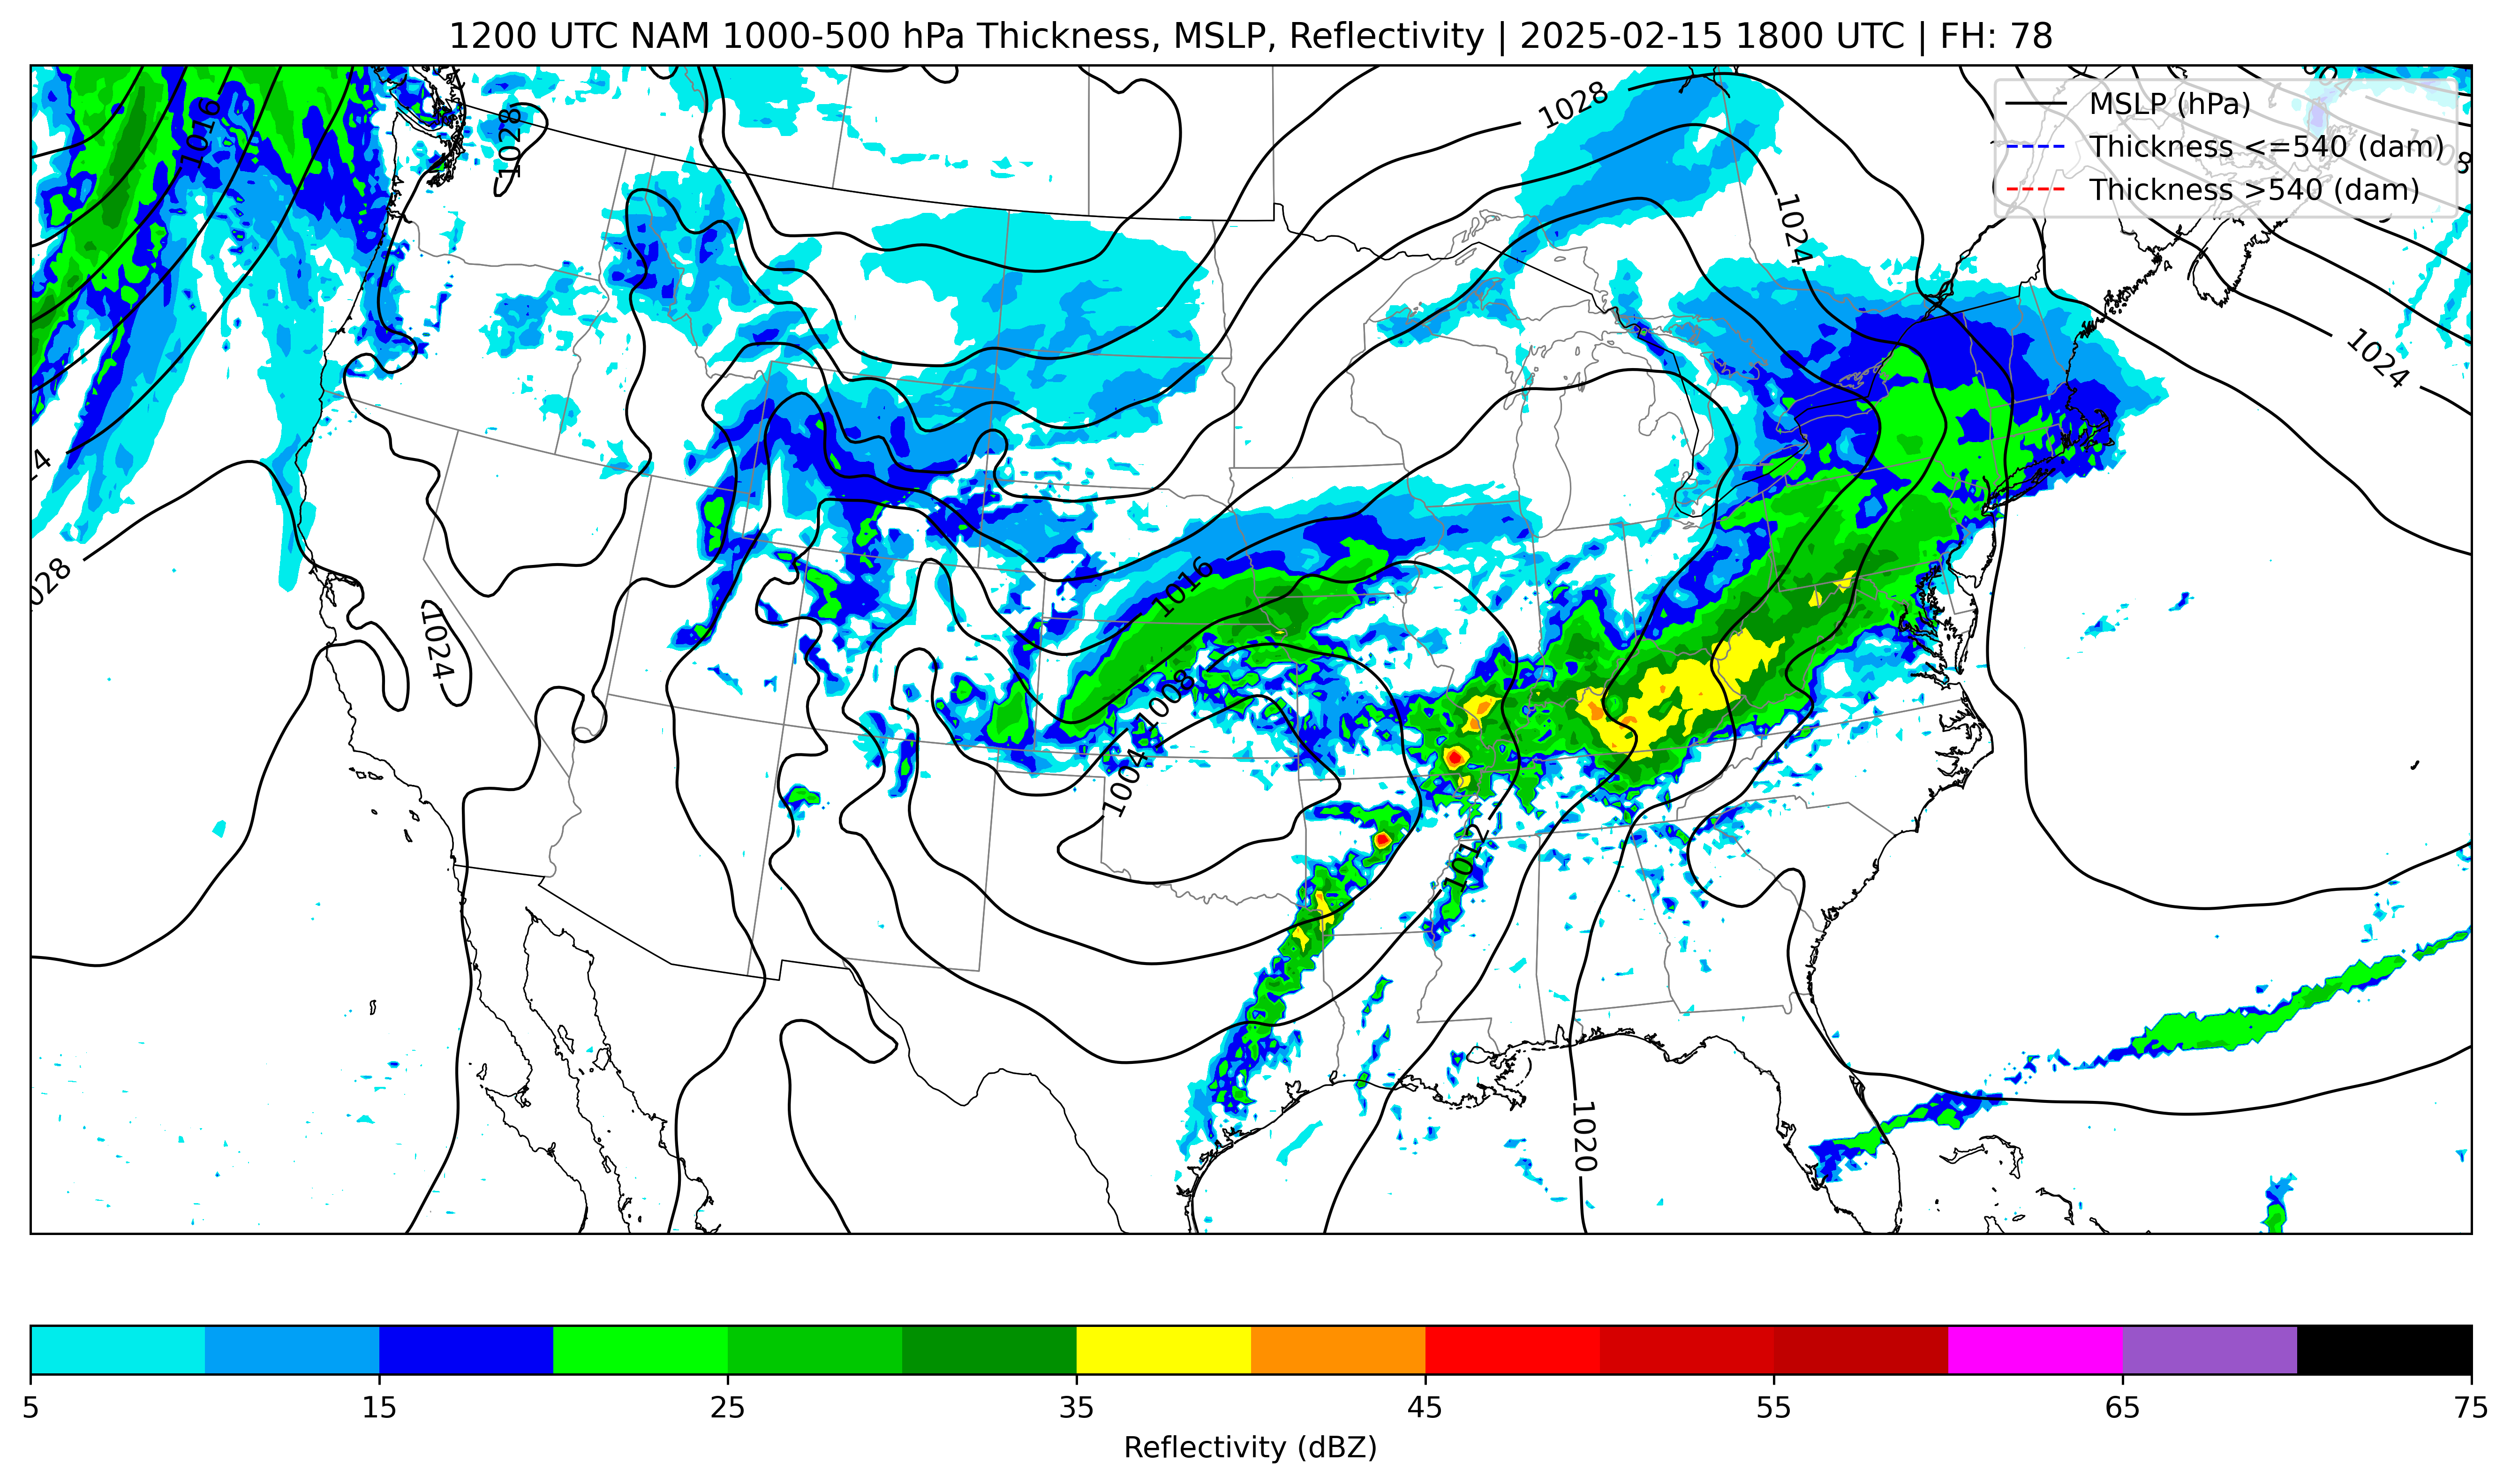 1200 UTC NAM 1000-500 hPa Thickness, MSLP, Reflectivity | 2025-02-15 1800 UTC | FH: 78
MSLP (hPa)
Thickness <=540 (dam)
Thickness >540 (dam)
1016
1028
1028
1024
1024
1024
1016
1008
1004
1012
1020
5 15 25 35 45 55 65 75
Reflectivity (dBZ)